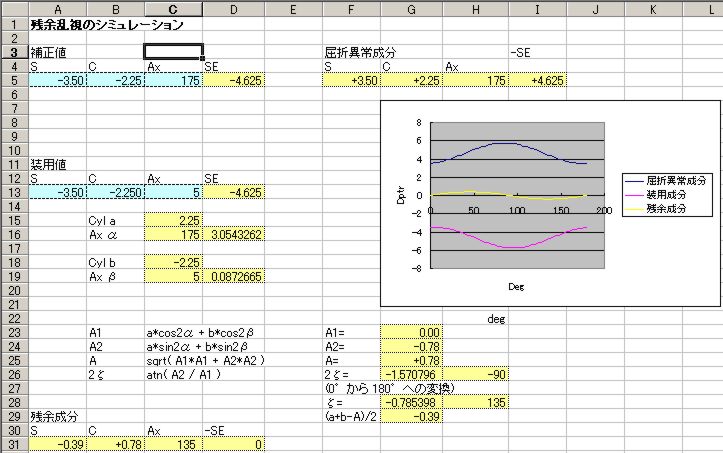 A B C D E F G H I J K L
1 残余乱視のシミュレーション
2
3 補正値 屈折異常成分 -SE
4 S C Ax SE S C Ax
5 -3.50 -2.25 175 -4.625 +3.50 +2.25 175 +4.625
6
7
8 8
9 6
10 4
11 装用値 2
12 S C Ax SE 0
13 -3.50 -2.250 5 -4.625 -2
14 -4
15 Cyl a 2.25 -6
16 Ax α 175 3.0543262 -8
17 0 50 100 150 200
18 Cyl b -2.25 Dptr
19 Ax β 5 0.0872665 Deg
屈折異常成分
装用成分
残余成分
20
21
22 deg
23 A1 a*cos2α + b*cos2β A1= 0.00
24 A2 a*sin2α + b*sin2β A2= -0.78
25 A sqrt( A1*A1 + A2*A2 ) A= +0.78
26 2ζ atn( A2 / A1 ) 2ζ= -1.570796 -90
27 (0°から180°への変換)
28 ζ= -0.785398 135
29 残余成分 (a+b-A)/2 -0.39
30 S C Ax -SE
31 -0.39 +0.78 135 0